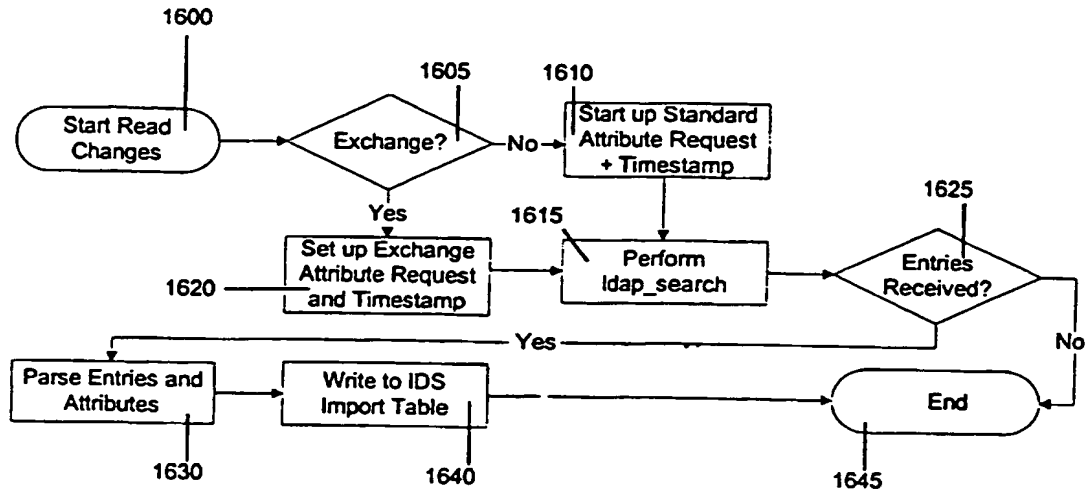 1600
1605
1610
Start Read
Changes
Exchange?
No
Start up Standard
Attribute Request
+ Timestamp
1625
Yes
1615
Set up Exchange
Attribute Request
and Timestamp
1620
Perform
ldap_search
Entries
Received?
Yes
No
Parse Entries and
Attributes
Write to IDS
Import Table
End
1630
1640
1645